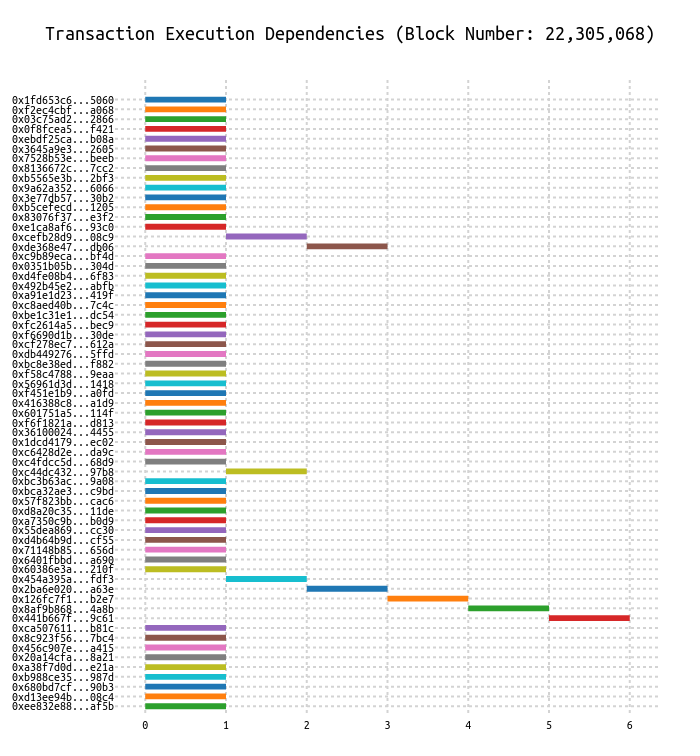 Transaction Execution Dependencies (Block Number: 22,305,068)
0x1fd653c6...5060
0xf2ec4cbf...a068
0x03c75ad2...2866
0x0f8fcea5...f421
0xebdf25ca...b08a
0x3645a9e3...2605
0x7528b53e...beeb
0x8136672c...7cc2
0xb5565e3b...2bf3
0x9a62a352...6066
0x3e77db57...30b2
0xb5cefecd...1205
0x83076f37...e3f2
0xe1ca8af6...93c0
0xcefb28d9...08c9
0xde368e47...db06
0xc9b89eca...bf4d
0x0351b05b...304d
0xd4fe08b4...6f83
0x492b45e2...abfb
0xa91e1d23...419f
0xc8aed40b...7c4c
0xbe1c31e1...dc54
0xfc2614a5...bec9
0xf6690d1b...30de
0xcf278ec7...612a
0xdb449276...5ffd
0xbc8e38ed...f882
0xf58c4788...9eaa
0x56961d3d...1418
0xf451e1b9...a0fd
0x416388c8...a1d9
0x601751a5...114f
0xf6f1821a...d813
0x36100024...4455
0x1dcd4179...ec02
0xc6428d2e...da9c
0xc4fdcc5d...68d9
0xc44dc432...97b8
0xbc3b63ac...9a08
0xbca32ae3...c9bd
0x57f823bb...cac6
0xd8a20c35...11de
0xa7350c9b...b0d9
0x55dea869...cc30
0xd4b64b9d...cf55
0x71148b85...656d
0x6401fbbd...a690
0x60386e3a...210f
0x454a395a...fdf3
0x2ba6e020...a63e
0x126fc7f1...b2e7
0x8af9b868...4a8b
0x441b667f...9c61
0xca507611...b81c
0x8c923f56...7bc4
0x456c907e...a415
0x20a14cfa...8a21
0xa38f7d0d...e21a
0xb988ce35...987d
0x680bd7cf...90b3
0xd13ee94b...08c4
0xee832e88...af5b
0 1 2 3 4 5 6